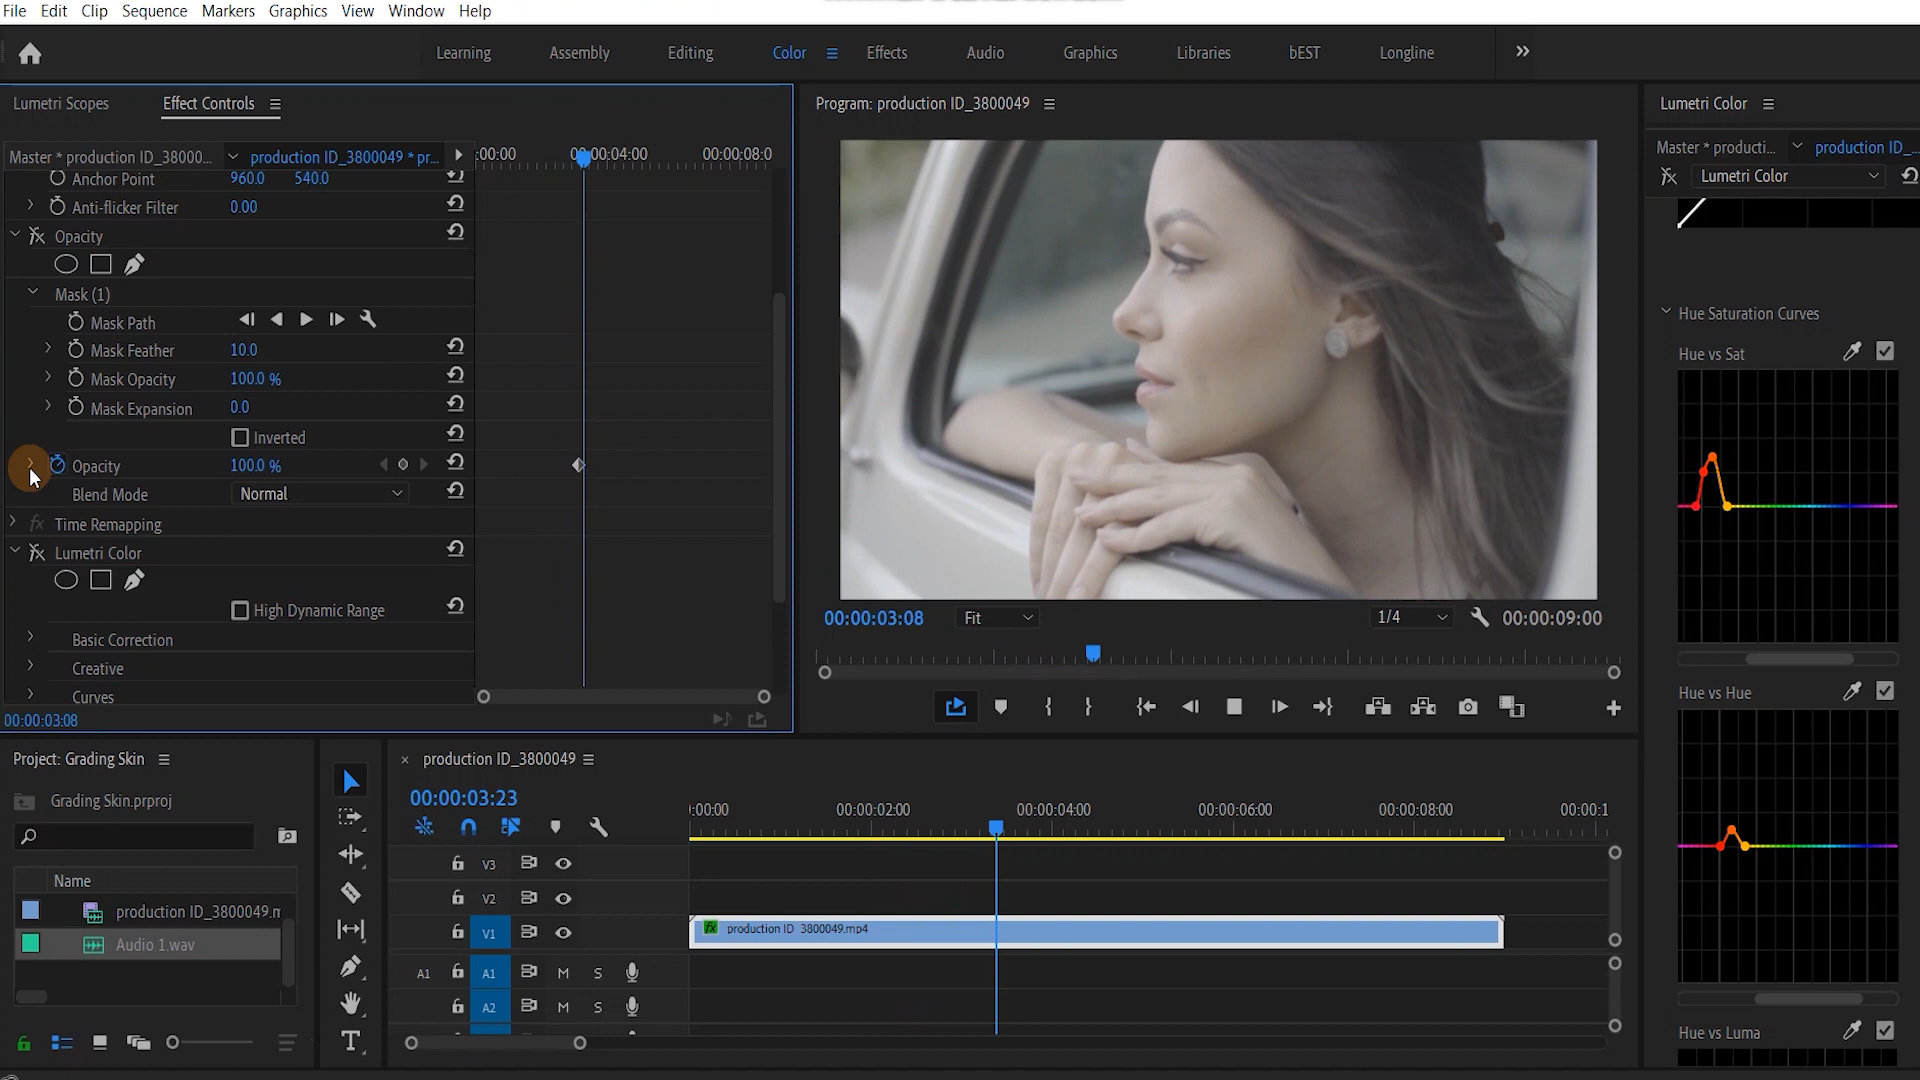 File Edit Clip Sequence Markers Graphics View Window Help
Learning Assembly Editing Color Effects Audio Graphics Libraries bEST Longline
Lumetri Scopes Effect Controls
Master * production ID_38000... production ID_3800049 * pr...
:00:00 00:00:04:00 00:00:08:0
Anchor Point 960.0 540.0
Anti-flicker Filter 0.00
fx Opacity
Mask (1)
Mask Path
Mask Feather 10.0
Mask Opacity 100.0 %
Mask Expansion 0.0
Inverted
Opacity 100.0 %
Blend Mode Normal
fx Time Remapping
fx Lumetri Color
High Dynamic Range
Basic Correction
Creative
Curves
00:00:03:08
Program: production ID_3800049
00:00:03:08 Fit 1/4 00:00:09:00
Lumetri Color
Master * producti... production ID_...
fx Lumetri Color
Hue Saturation Curves
Hue vs Sat
Hue vs Hue
Hue vs Luma
Project: Grading Skin
Grading Skin.prproj
Name
production ID_3800049.m
Audio 1.wav
× production ID_3800049
00:00:03:23
:00:00 00:00:02:00 00:00:04:00 00:00:06:00 00:00:08:00 00:00:1
V3
V2
V1 fx production ID_3800049.mp4
A1 A1 M S
A2 M S